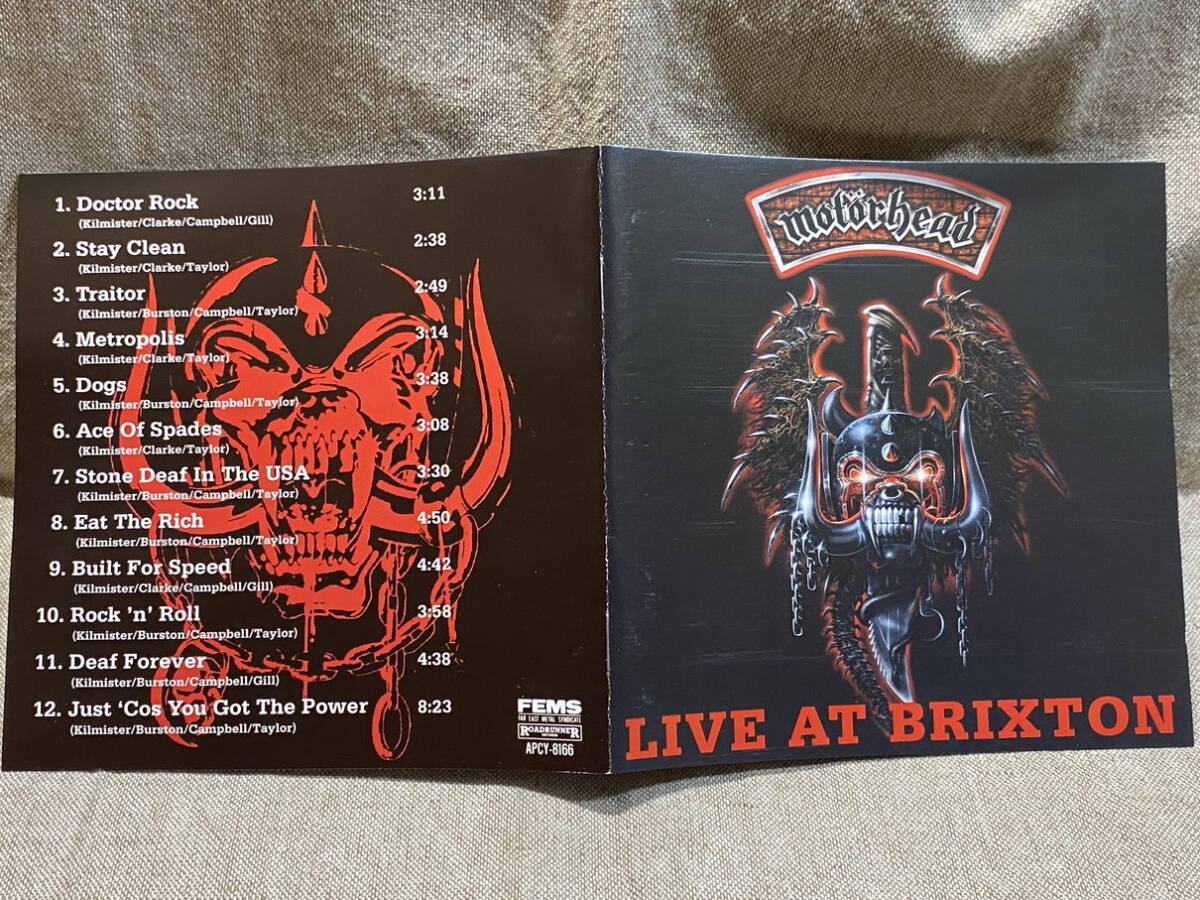 1. Doctor Rock 3:11
(Kilmister/Clarke/Campbell/Gill)
2. Stay Clean 2:38
(Kilmister/Clarke/Taylor)
3. Traitor 2:49
(Kilmister/Burston/Campbell/Taylor)
4. Metropolis 3:14
(Kilmister/Clarke/Taylor)
5. Dogs 3:38
(Kilmister/Burston/Campbell/Taylor)
6. Ace Of Spades 3:08
(Kilmister/Clarke/Taylor)
7. Stone Deaf In The USA 3:30
(Kilmister/Burston/Campbell/Taylor)
8. Eat The Rich 4:50
(Kilmister/Burston/Campbell/Taylor)
9. Built For Speed 4:42
(Kilmister/Clarke/Campbell/Gill)
10. Rock 'n' Roll 3:58
(Kilmister/Burston/Campbell/Taylor)
11. Deaf Forever 4:38
(Kilmister/Burston/Campbell/Gill)
12. Just ‘Cos You Got The Power 8:23
(Kilmister/Burston/Campbell/Taylor)
FEMS
FAR EAST METAL SYNDICATE
ROADRUNNER
RECORDS
APCY-8166
motörhead
LIVE AT BRIXTON